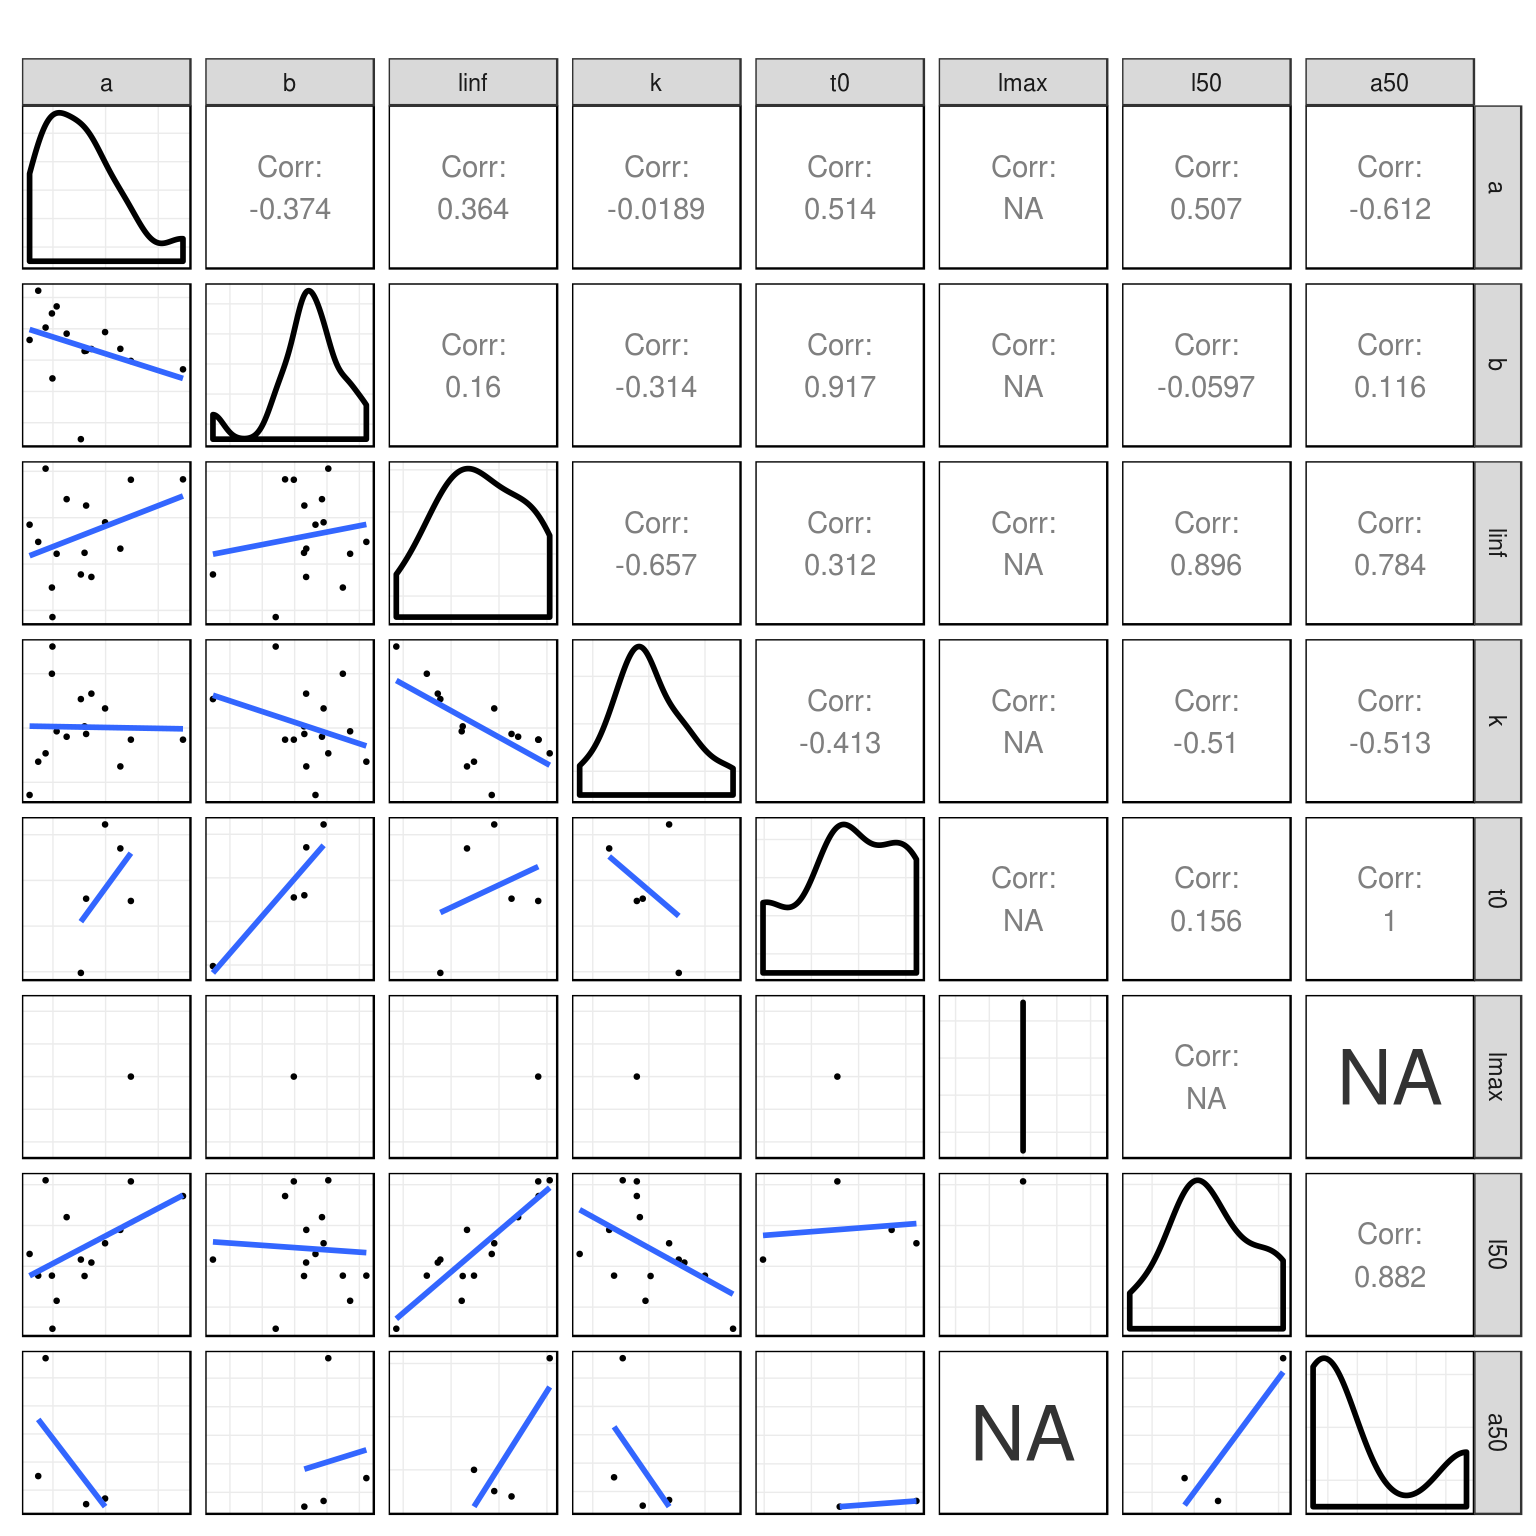 a b linf k t0 lmax l50 a50
Corr: Corr: Corr: Corr: Corr: Corr: Corr:
-0.374 0.364 -0.0189 0.514 NA 0.507 -0.612
a
Corr: Corr: Corr: Corr: Corr: Corr:
0.16 -0.314 0.917 NA -0.0597 0.116
b
Corr: Corr: Corr: Corr: Corr:
-0.657 0.312 NA 0.896 0.784
linf
Corr: Corr: Corr: Corr:
-0.413 NA -0.51 -0.513
k
Corr: Corr: Corr:
NA 0.156 1
t0
Corr:
NA
NA
lmax
Corr:
0.882
l50
NA
a50